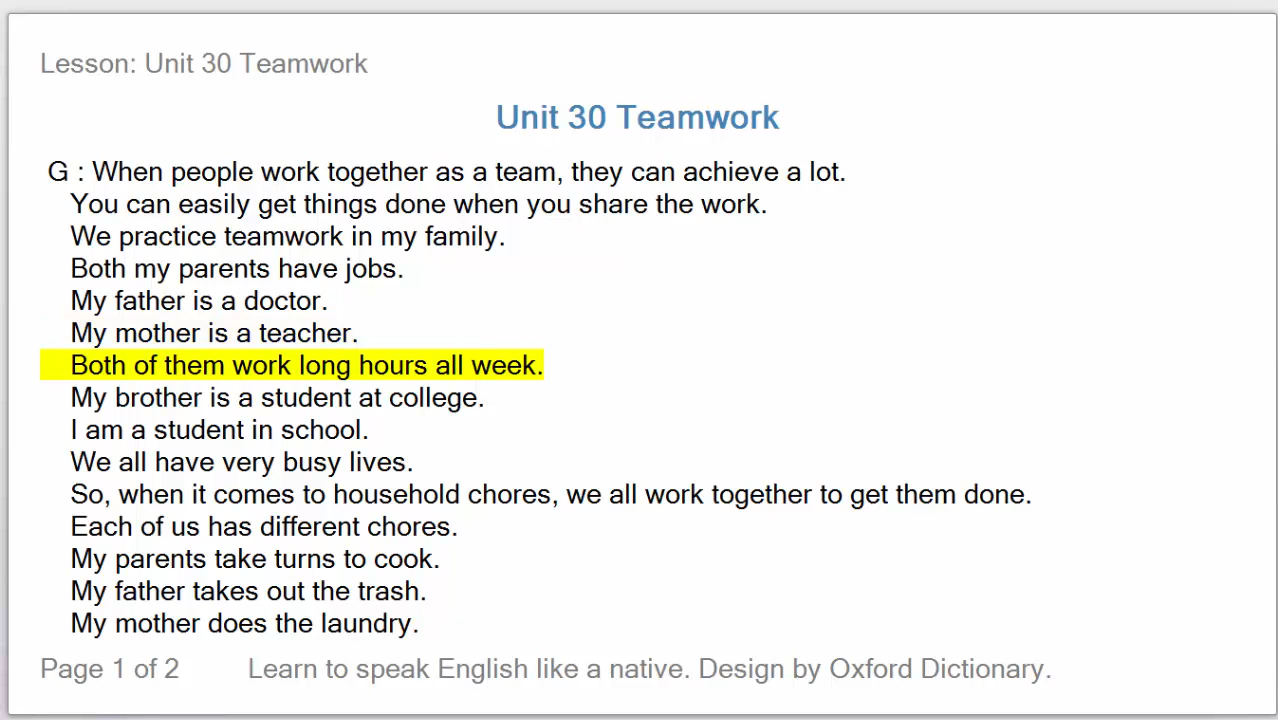 Lesson: Unit 30 Teamwork
Unit 30 Teamwork
G : When people work together as a team, they can achieve a lot.
You can easily get things done when you share the work.
We practice teamwork in my family.
Both my parents have jobs.
My father is a doctor.
My mother is a teacher.
Both of them work long hours all week.
My brother is a student at college.
I am a student in school.
We all have very busy lives.
So, when it comes to household chores, we all work together to get them done.
Each of us has different chores.
My parents take turns to cook.
My father takes out the trash.
My mother does the laundry.
Page 1 of 2 Learn to speak English like a native. Design by Oxford Dictionary.